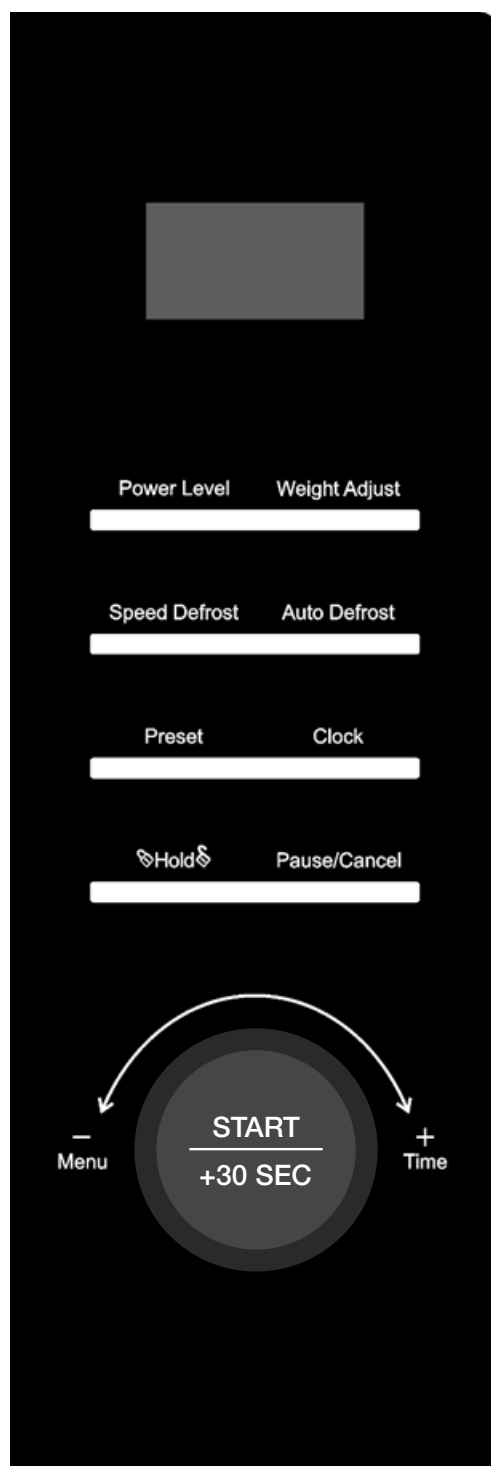 Power Level Weight Adjust
Speed Defrost Auto Defrost
Preset Clock
Hold Pause/Cancel
START
+30 SEC
− +
Menu Time